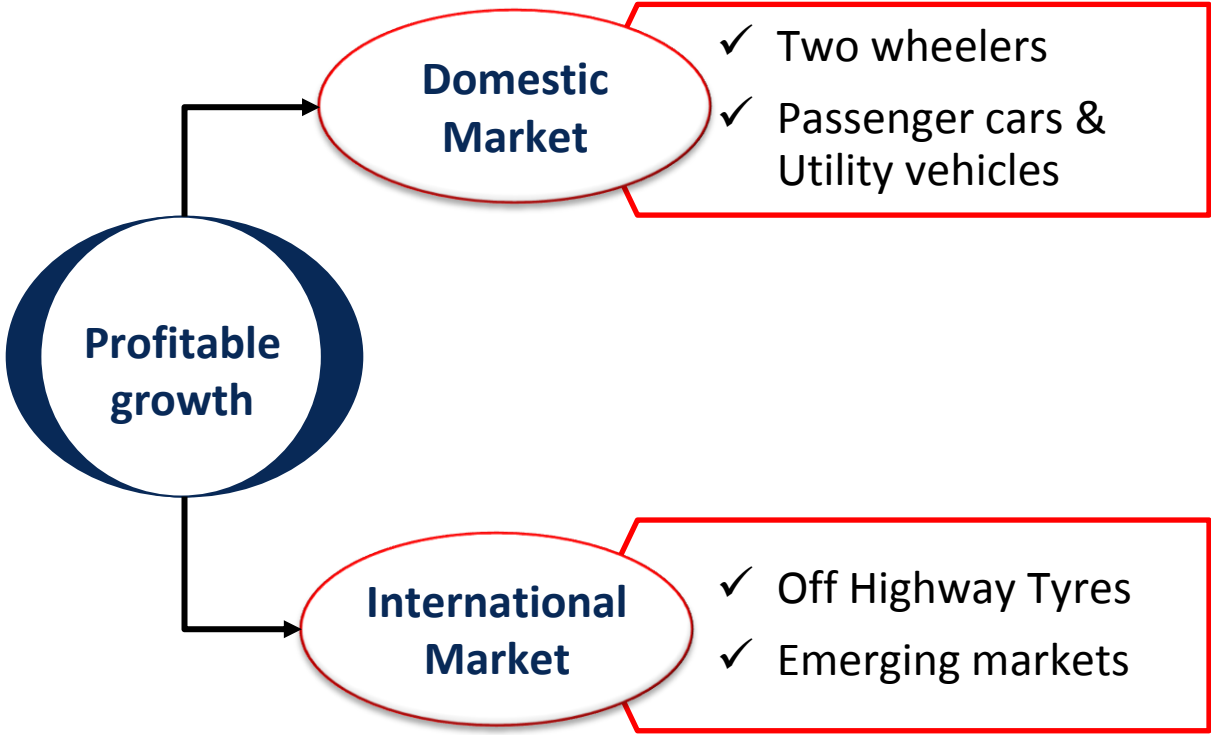 Domestic
Market
✓ Two wheelers
✓ Passenger cars &
Utility vehicles
Profitable
growth
International
Market
✓ Off Highway Tyres
✓ Emerging markets